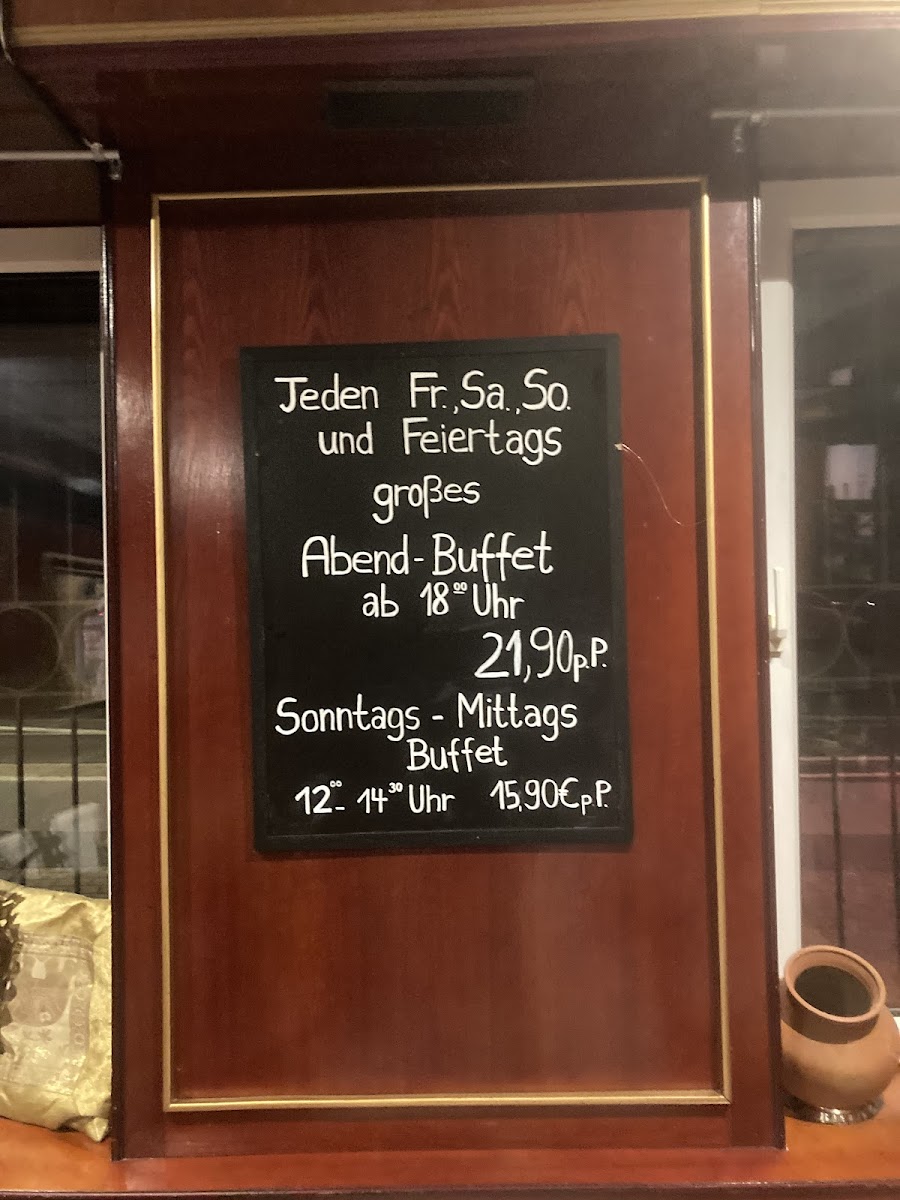 Jeden Fr., Sa., So.
und Feiertags
großes
Abend-Buffet
ab 18⁰⁰ Uhr
21,90 p.P.
Sonntags - Mittags
Buffet
12⁰⁰- 14³⁰ Uhr 15,90€ p.P.